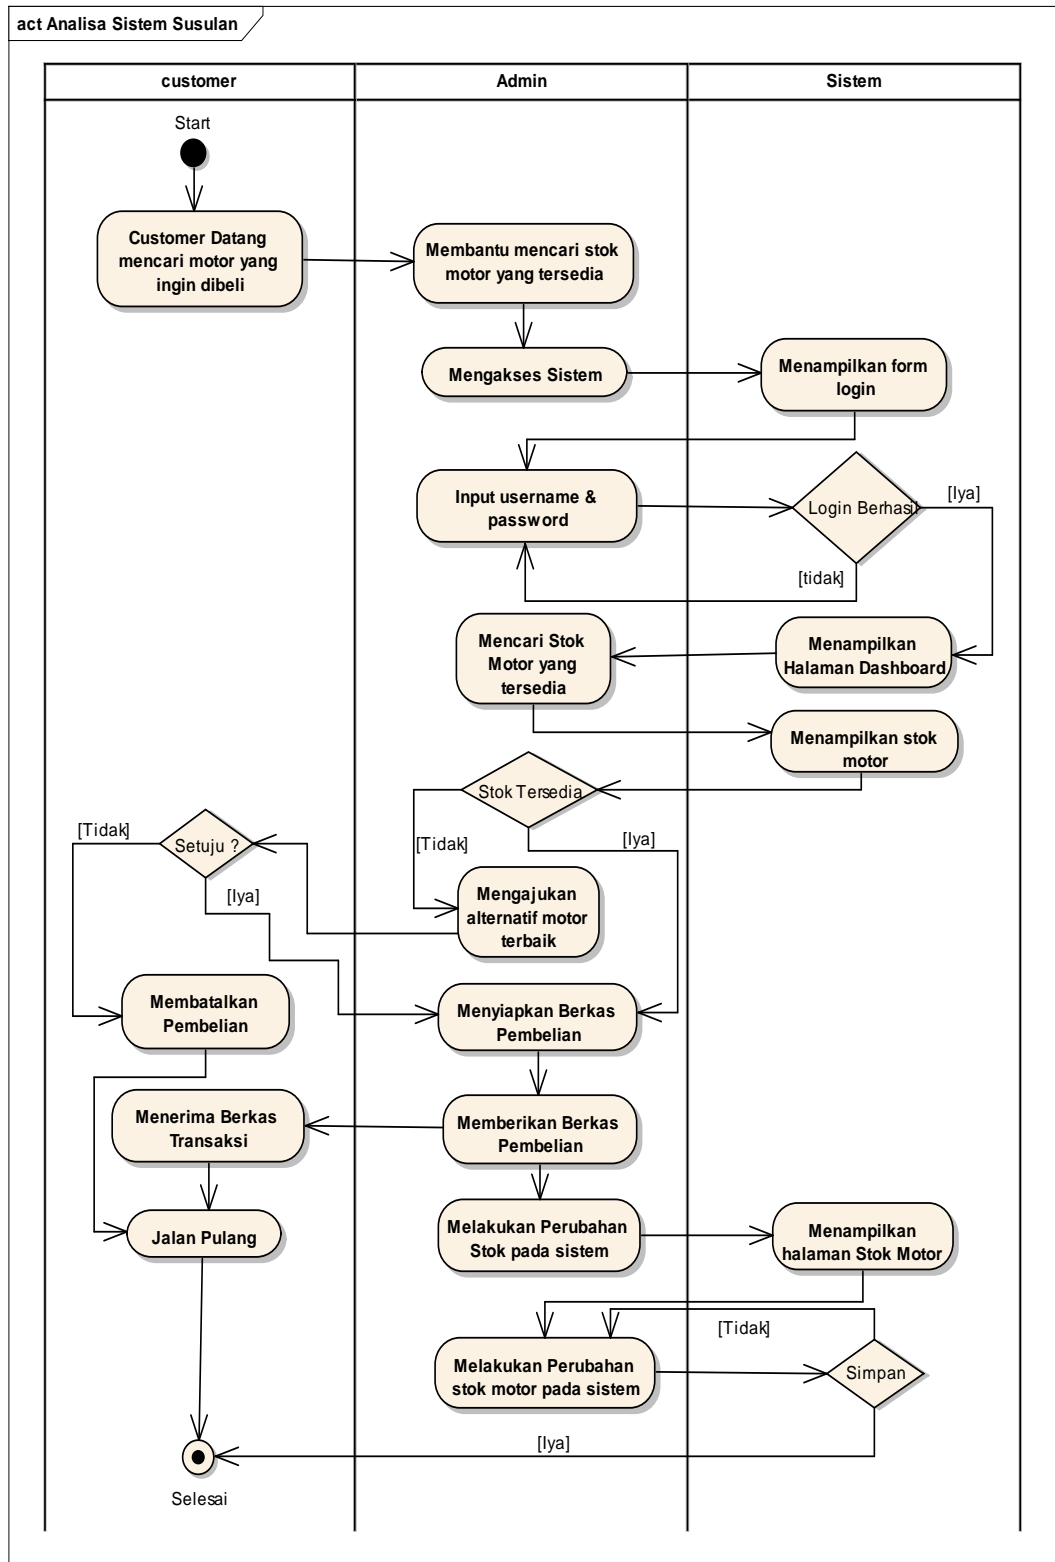 act Analisa Sistem Susulan
customer
Admin
Sistem
Start
Customer Datang
mencari motor yang
ingin dibeli
Membantu mencari stok
motor yang tersedia
Mengakses Sistem
Menampilkan form
login
Input username &
password
Login Berhasil
[Iya]
[tidak]
Mencari Stok
Motor yang
tersedia
Menampilkan
Halaman Dashboard
Menampilkan stok
motor
Stok Tersedia
[Tidak]
[Iya]
Setuju ?
[Tidak]
[Iya]
Mengajukan
alternatif motor
terbaik
Membatalkan
Pembelian
Menyiapkan Berkas
Pembelian
Menerima Berkas
Transaksi
Memberikan Berkas
Pembelian
Jalan Pulang
Melakukan Perubahan
Stok pada sistem
Menampilkan
halaman Stok Motor
[Tidak]
Melakukan Perubahan
stok motor pada sistem
Simpan
[Iya]
Selesai